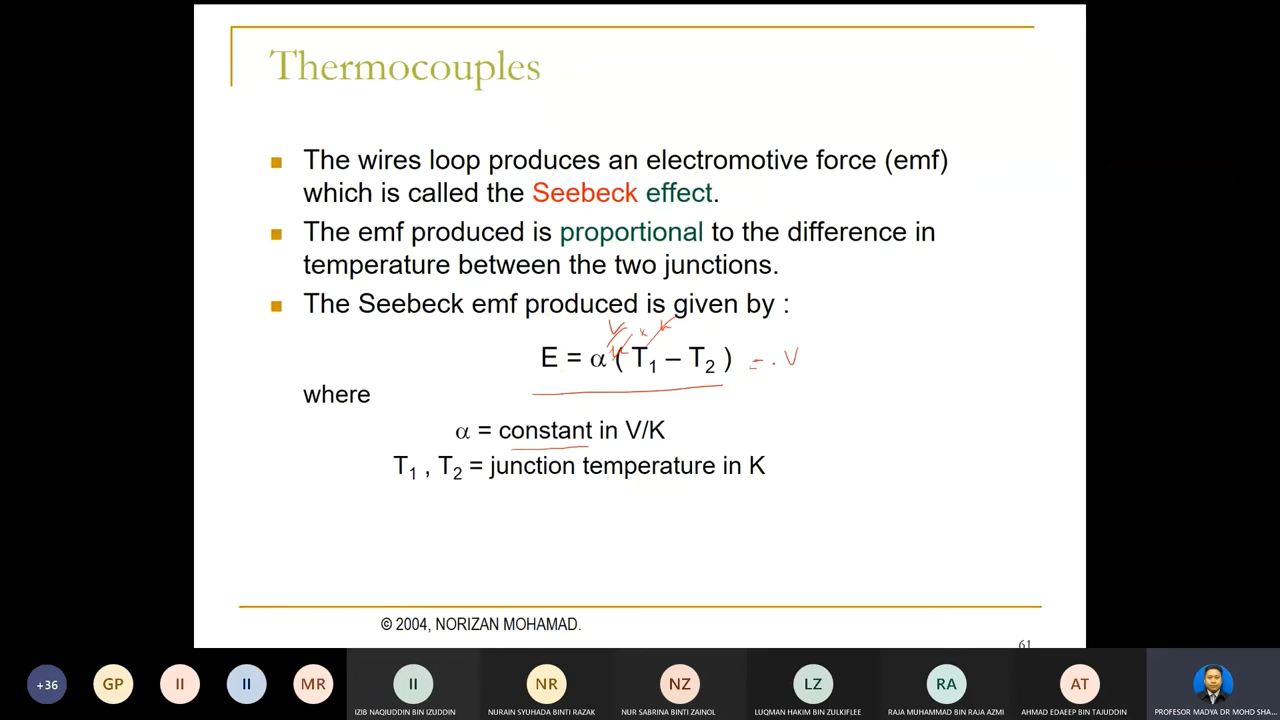 Thermocouples
The wires loop produces an electromotive force (emf)
which is called the Seebeck effect.
The emf produced is proportional to the difference in
temperature between the two junctions.
The Seebeck emf produced is given by :
V x K
E = α ( T1 – T2 ) = . V
where
α = constant in V/K
T1 , T2 = junction temperature in K
© 2004, NORIZAN MOHAMAD.
61
+36 GP II II MR II NR NZ LZ RA AT
IZIB NAQIUDDIN BIN IZUDDIN NURAIN SYUHADA BINTI RAZAK NUR SABRINA BINTI ZAINOL LUQMAN HAKIM BIN ZULKIFLEE RAJA MUHAMMAD BIN RAJA AZMI AHMAD EDAEEP BIN TAJUDDIN PROFESOR MADYA DR MOHD SHA...